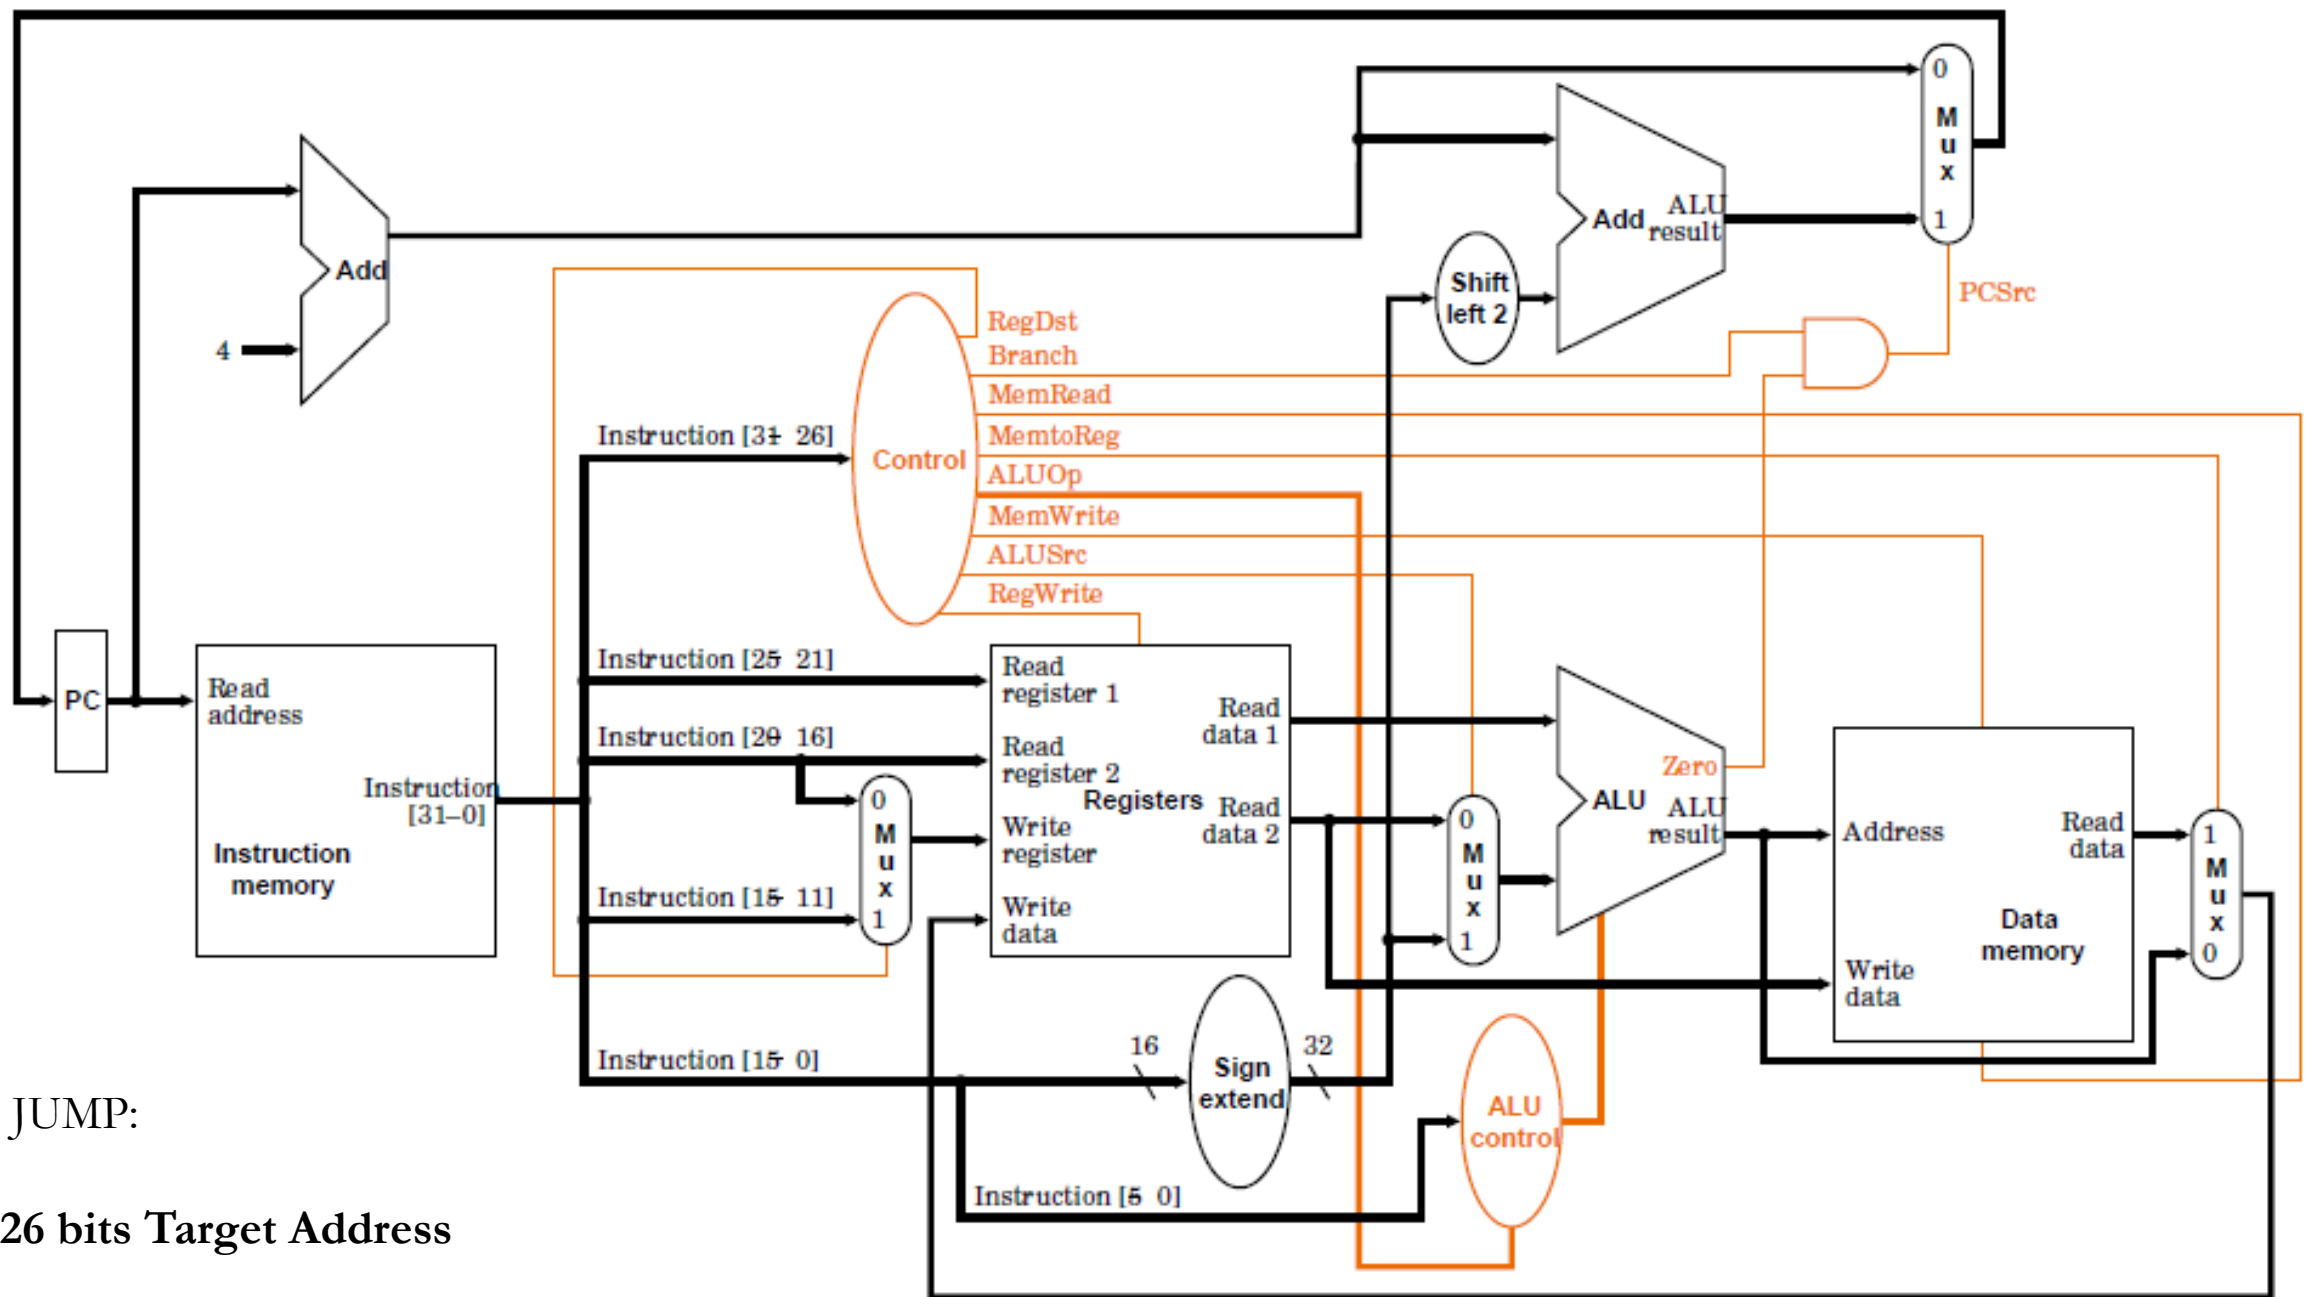 0
M
u
x
1
Add
ALU
result
Add
4
Shift
left 2
PCSrc
RegDst
Branch
MemRead
MemtoReg
ALUOp
MemWrite
ALUSrc
RegWrite
Control
Instruction [31 26]
Instruction [25 21]
Instruction [20 16]
Instruction [15 11]
Instruction [15 0]
Instruction [5 0]
PC
Read
address
Instruction
[31–0]
Instruction
memory
0
M
u
x
1
Read
register 1
Read
register 2
Write
register
Write
data
Registers
Read
data 1
Read
data 2
0
M
u
x
1
Zero
ALU
ALU
result
Address
Write
data
Read
data
Data
memory
1
M
u
x
0
16
Sign
extend
32
ALU
control
JUMP:
26 bits Target Address